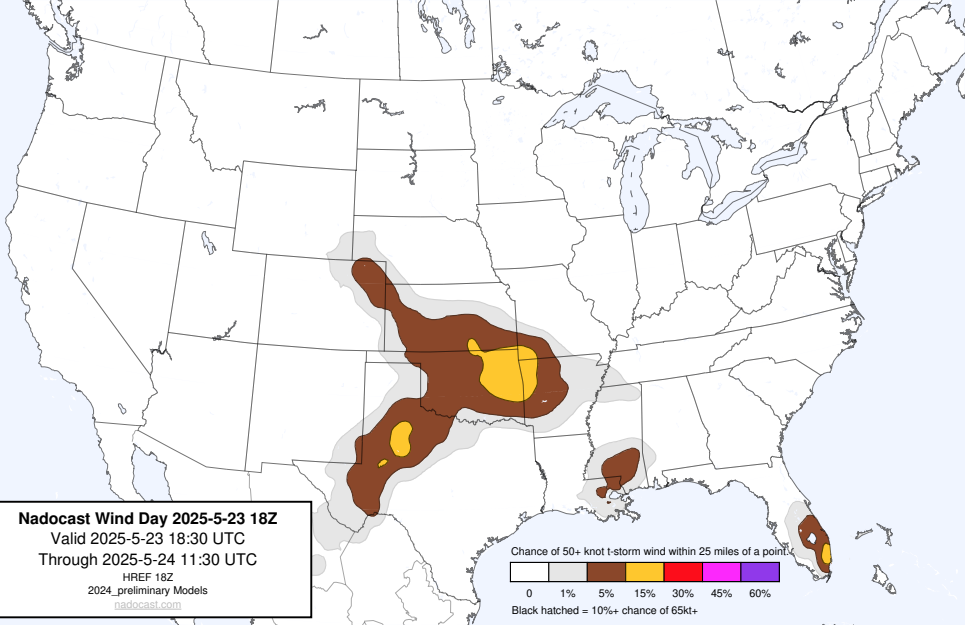 Nadocast Wind Day 2025-5-23 18Z
Valid 2025-5-23 18:30 UTC
Through 2025-5-24 11:30 UTC
HREF 18Z
2024_preliminary Models
nadocast.com
Chance of 50+ knot t-storm wind within 25 miles of a point.
0 1% 5% 15% 30% 45% 60%
Black hatched = 10%+ chance of 65kt+